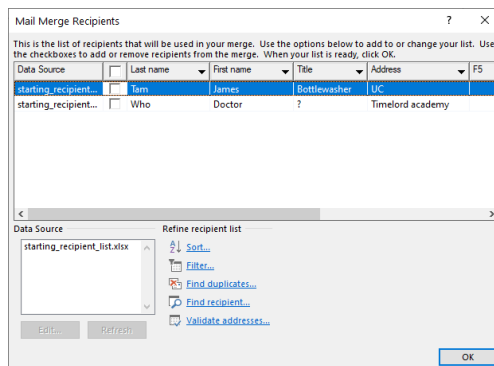 Mail Merge Recipients ? ×
This is the list of recipients that will be used in your merge. Use the options below to add to or change your list. Use
the checkboxes to add or remove recipients from the merge. When your list is ready, click OK.
Data Source Last name First name Title Address F5
starting_recipient... Tam James Bottlewasher UC
starting_recipient... Who Doctor ? Timelord academy
Data Source Refine recipient list
starting_recipient_list.xlsx
Sort...
Filter...
Find duplicates...
Find recipient...
Validate addresses...
Edit... Refresh
OK